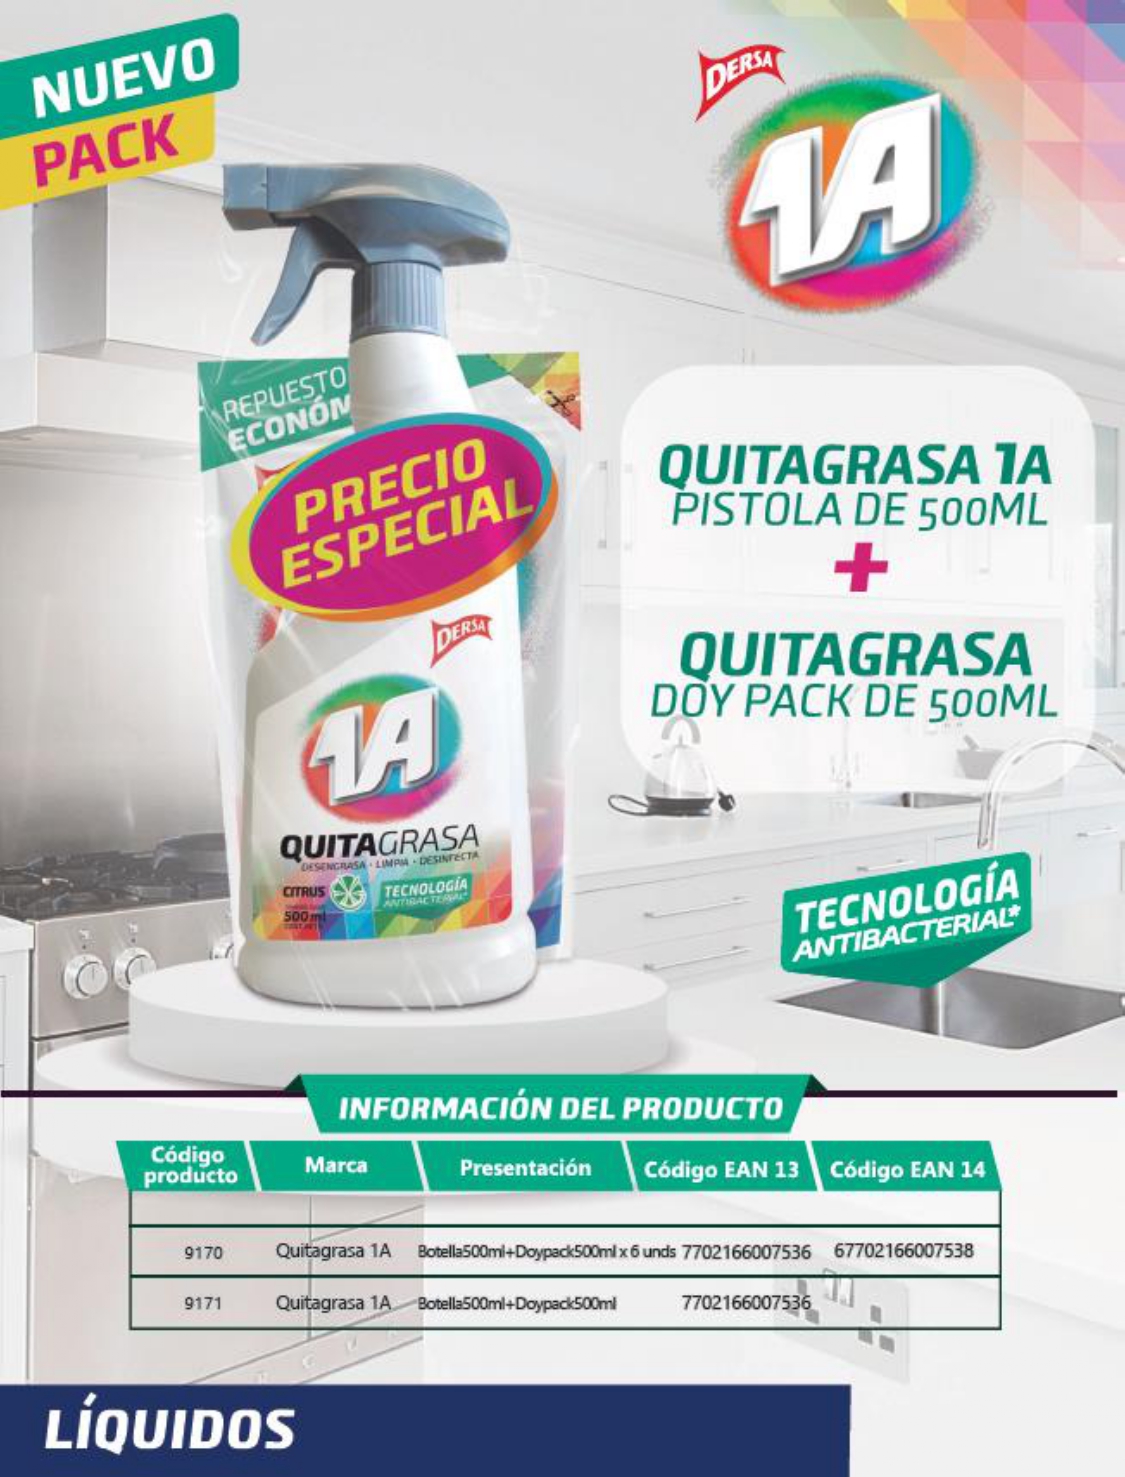 NUEVO
PACK
DERSA
1A
REPUESTO
ECONÓM
PRECIO
ESPECIAL
DERSA
1A
QUITAGRASA
DESENGRASA • LIMPIA • DESINFECTA
CITRUS
TECNOLOGÍA
ANTIBACTERIAL*
500 ml
QUITAGRASA 1A
PISTOLA DE 500ML
+
QUITAGRASA
DOY PACK DE 500ML
TECNOLOGÍA
ANTIBACTERIAL*
INFORMACIÓN DEL PRODUCTO
Código producto Marca Presentación Código EAN 13 Código EAN 14
9170 Quitagrasa 1A Botella500ml+Doypack500ml x 6 unds 7702166007536 67702166007538
9171 Quitagrasa 1A Botella500ml+Doypack500ml 7702166007536
LÍQUIDOS